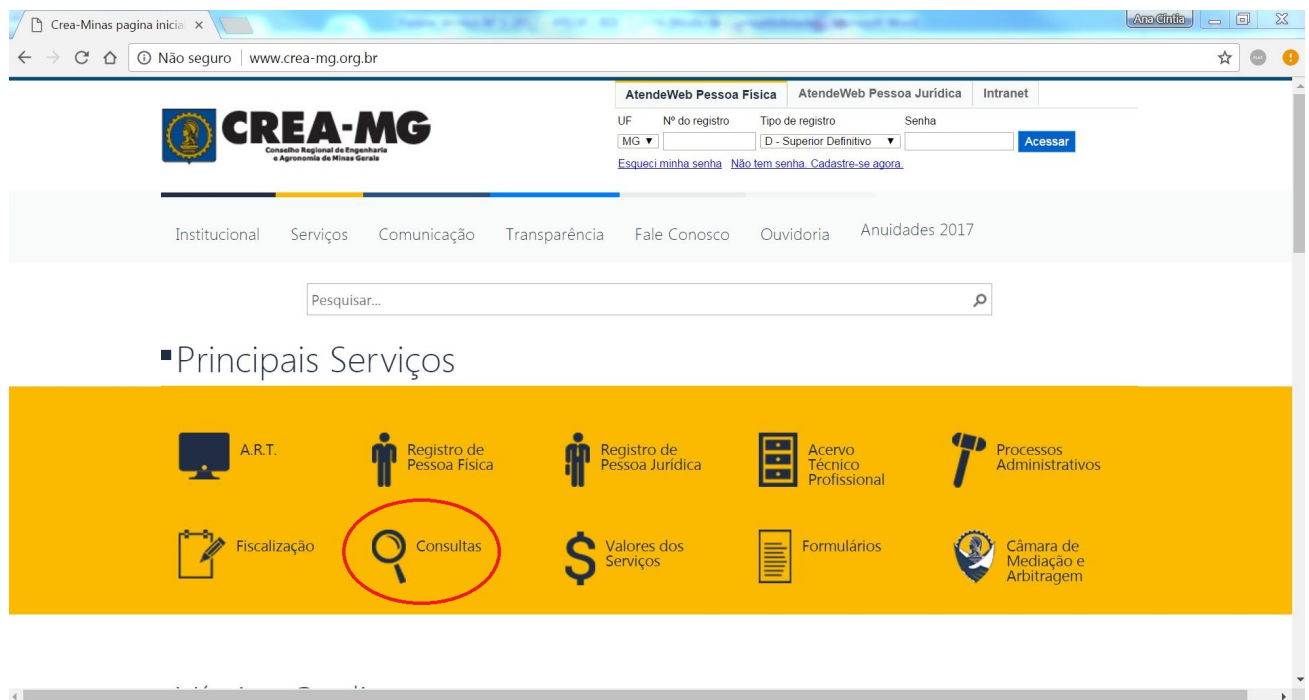 Crea-Minas pagina inicia
Ana Cíntia
Não seguro | www.crea-mg.org.br
AtendeWeb Pessoa Física
AtendeWeb Pessoa Jurídica
Intranet
CREA-MG
Conselho Regional de Engenharia
e Agronomia de Minas Gerais
UF Nº do registro Tipo de registro Senha
MG D - Superior Definitivo Acessar
Esqueci minha senha Não tem senha. Cadastre-se agora.
Institucional Serviços Comunicação Transparência Fale Conosco Ouvidoria Anuidades 2017
Pesquisar...
Principais Serviços
A.R.T.
Registro de
Pessoa Física
Registro de
Pessoa Jurídica
Acervo
Técnico
Profissional
Processos
Administrativos
Fiscalização
Consultas
Valores dos
Serviços
Formulários
Câmara de
Mediação e
Arbitragem